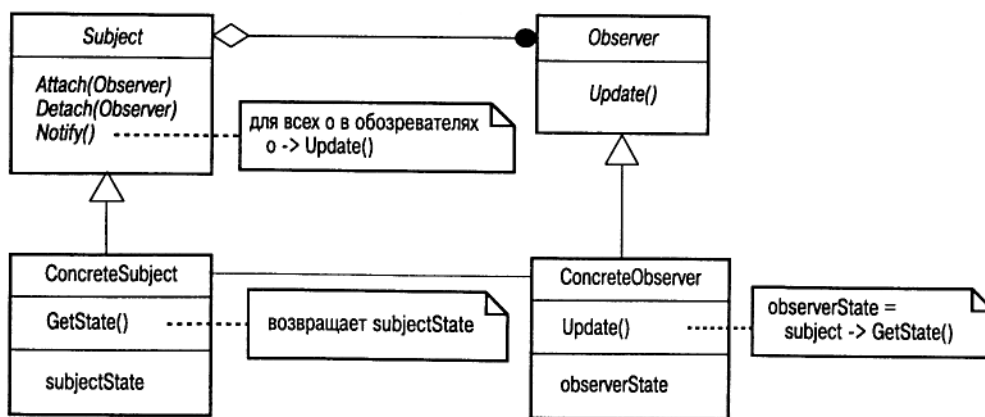 Subject
Observer
Attach(Observer)
Detach(Observer)
Notify()
для всех о в обозревателях
о -> Update()
Update()
ConcreteSubject
GetState()
возвращает subjectState
subjectState
ConcreteObserver
Update()
observerState =
subject -> GetState()
observerState